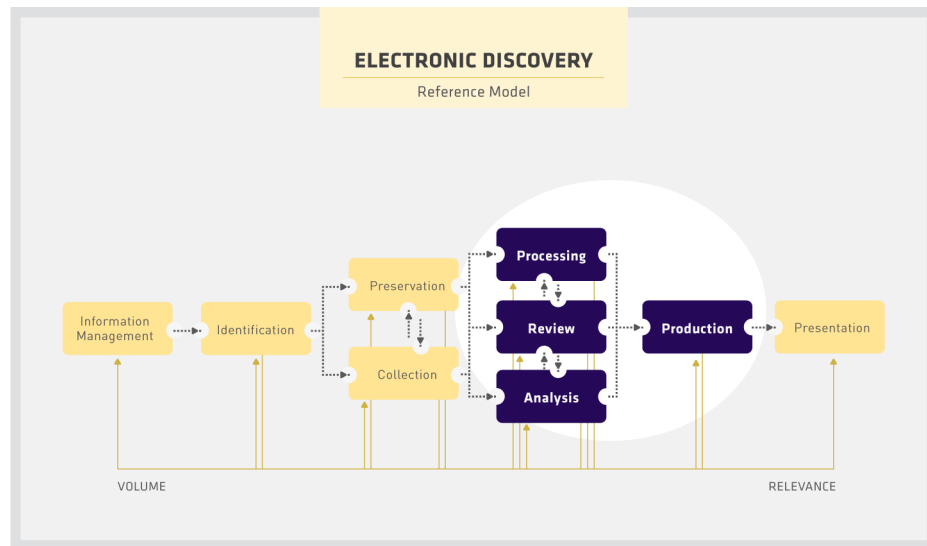 ELECTRONIC DISCOVERY
Reference Model
Information
Management
Identification
Preservation
Collection
Processing
Review
Analysis
Production
Presentation
VOLUME
RELEVANCE